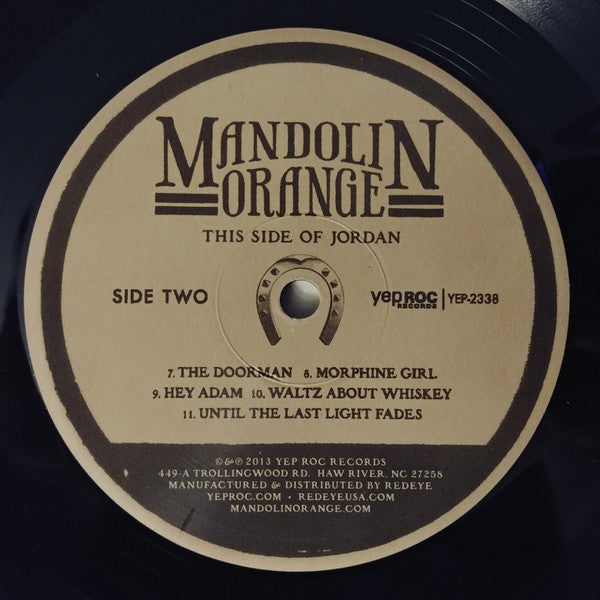 MANDOLIN
ORANGE
THIS SIDE OF JORDAN
SIDE TWO
yep ROC
RECORDS
YEP-2338
7. THE DOORMAN 8. MORPHINE GIRL
9. HEY ADAM 10. WALTZ ABOUT WHISKEY
11. UNTIL THE LAST LIGHT FADES
©&℗ 2013 YEP ROC RECORDS
449-A TROLLINGWOOD RD. HAW RIVER, NC 27258
MANUFACTURED & DISTRIBUTED BY REDEYE
YEPROC.COM • REDEYEUSA.COM
MANDOLINORANGE.COM